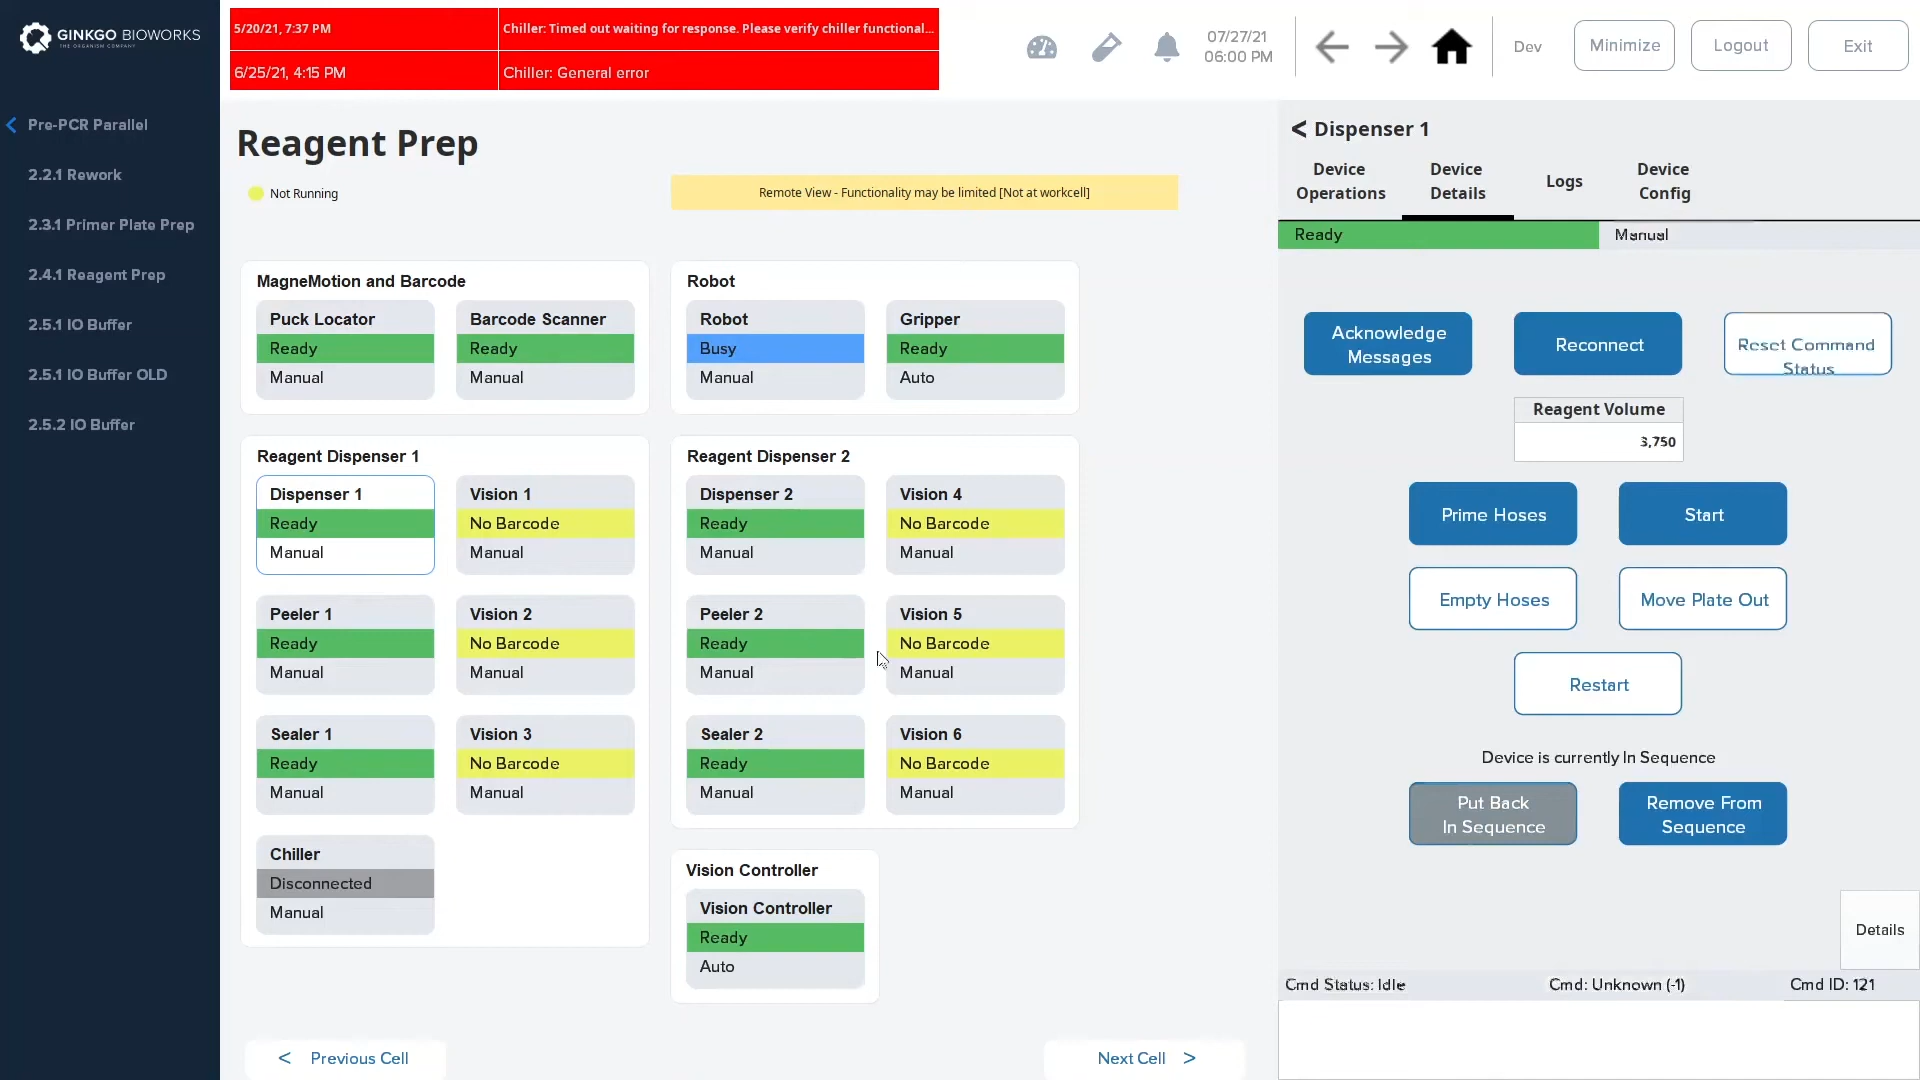 GINKGO BIOWORKS
THE ORGANISM COMPANY
Pre-PCR Parallel
2.2.1 Rework
2.3.1 Primer Plate Prep
2.4.1 Reagent Prep
2.5.1 IO Buffer
2.5.1 IO Buffer OLD
2.5.2 IO Buffer
5/20/21, 7:37 PM
Chiller: Timed out waiting for response. Please verify chiller functional...
6/25/21, 4:15 PM
Chiller: General error
07/27/21
06:00 PM
Dev
Minimize
Logout
Exit
Reagent Prep
Not Running
Remote View - Functionality may be limited [Not at workcell]
MagneMotion and Barcode
Puck Locator
Ready
Manual
Barcode Scanner
Ready
Manual
Robot
Robot
Busy
Manual
Gripper
Ready
Auto
Reagent Dispenser 1
Dispenser 1
Ready
Manual
Vision 1
No Barcode
Manual
Peeler 1
Ready
Manual
Vision 2
No Barcode
Manual
Sealer 1
Ready
Manual
Vision 3
No Barcode
Manual
Chiller
Disconnected
Manual
Reagent Dispenser 2
Dispenser 2
Ready
Manual
Vision 4
No Barcode
Manual
Peeler 2
Ready
Manual
Vision 5
No Barcode
Manual
Sealer 2
Ready
Manual
Vision 6
No Barcode
Manual
Vision Controller
Vision Controller
Ready
Auto
< Previous Cell
Next Cell >
< Dispenser 1
Device
Operations
Device
Details
Logs
Device
Config
Ready
Manual
Acknowledge
Messages
Reconnect
Reset Command
Status
Reagent Volume
3,750
Prime Hoses
Start
Empty Hoses
Move Plate Out
Restart
Device is currently In Sequence
Put Back
In Sequence
Remove From
Sequence
Details
Cmd Status: Idle
Cmd: Unknown (-1)
Cmd ID: 121